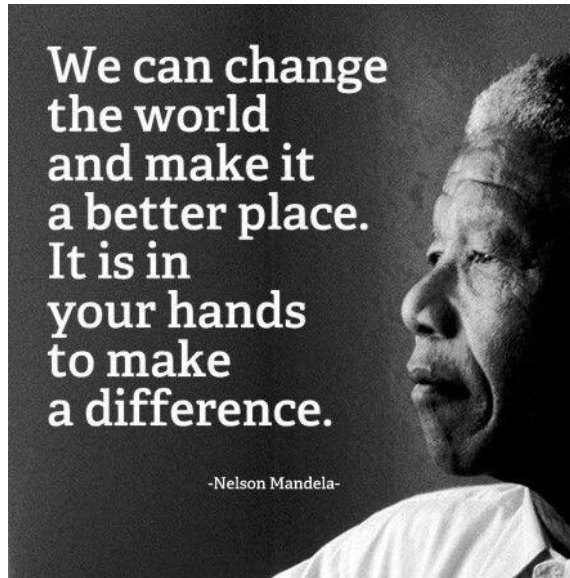 We can change
the world
and make it
a better place.
It is in
your hands
to make
a difference.
-Nelson Mandela-